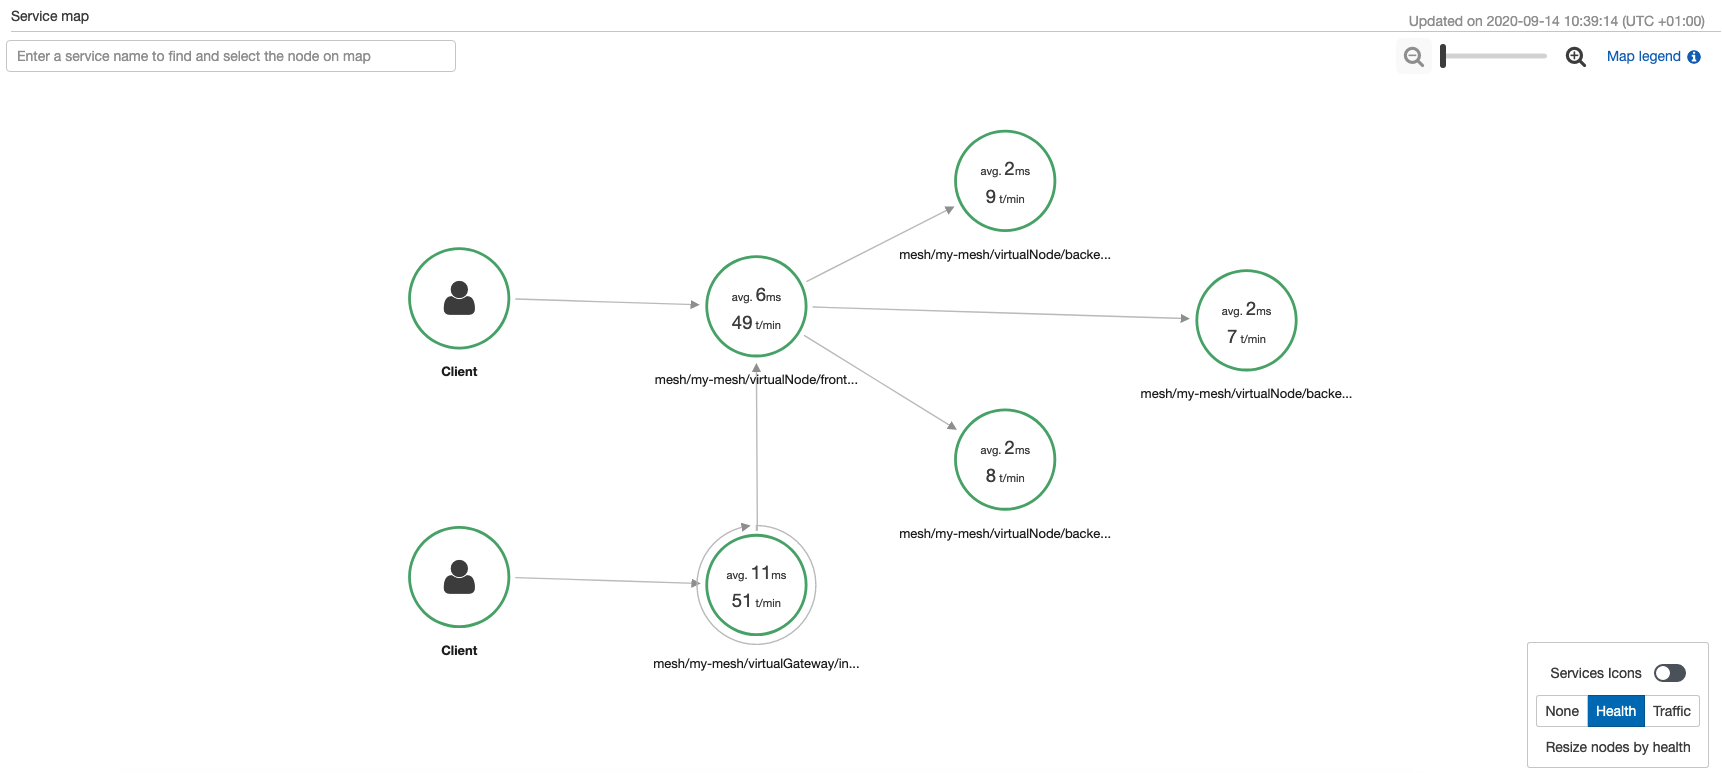 Service map
Updated on 2020-09-14 10:39:14 (UTC +01:00)
Enter a service name to find and select the node on map
Map legend
avg. 2ms
9 t/min
mesh/my-mesh/virtualNode/backe...
Client
avg. 6ms
49 t/min
mesh/my-mesh/virtualNode/front...
avg. 2ms
7 t/min
mesh/my-mesh/virtualNode/backe...
avg. 2ms
8 t/min
mesh/my-mesh/virtualNode/backe...
Client
avg. 11ms
51 t/min
mesh/my-mesh/virtualGateway/in...
Services Icons
None Health Traffic
Resize nodes by health